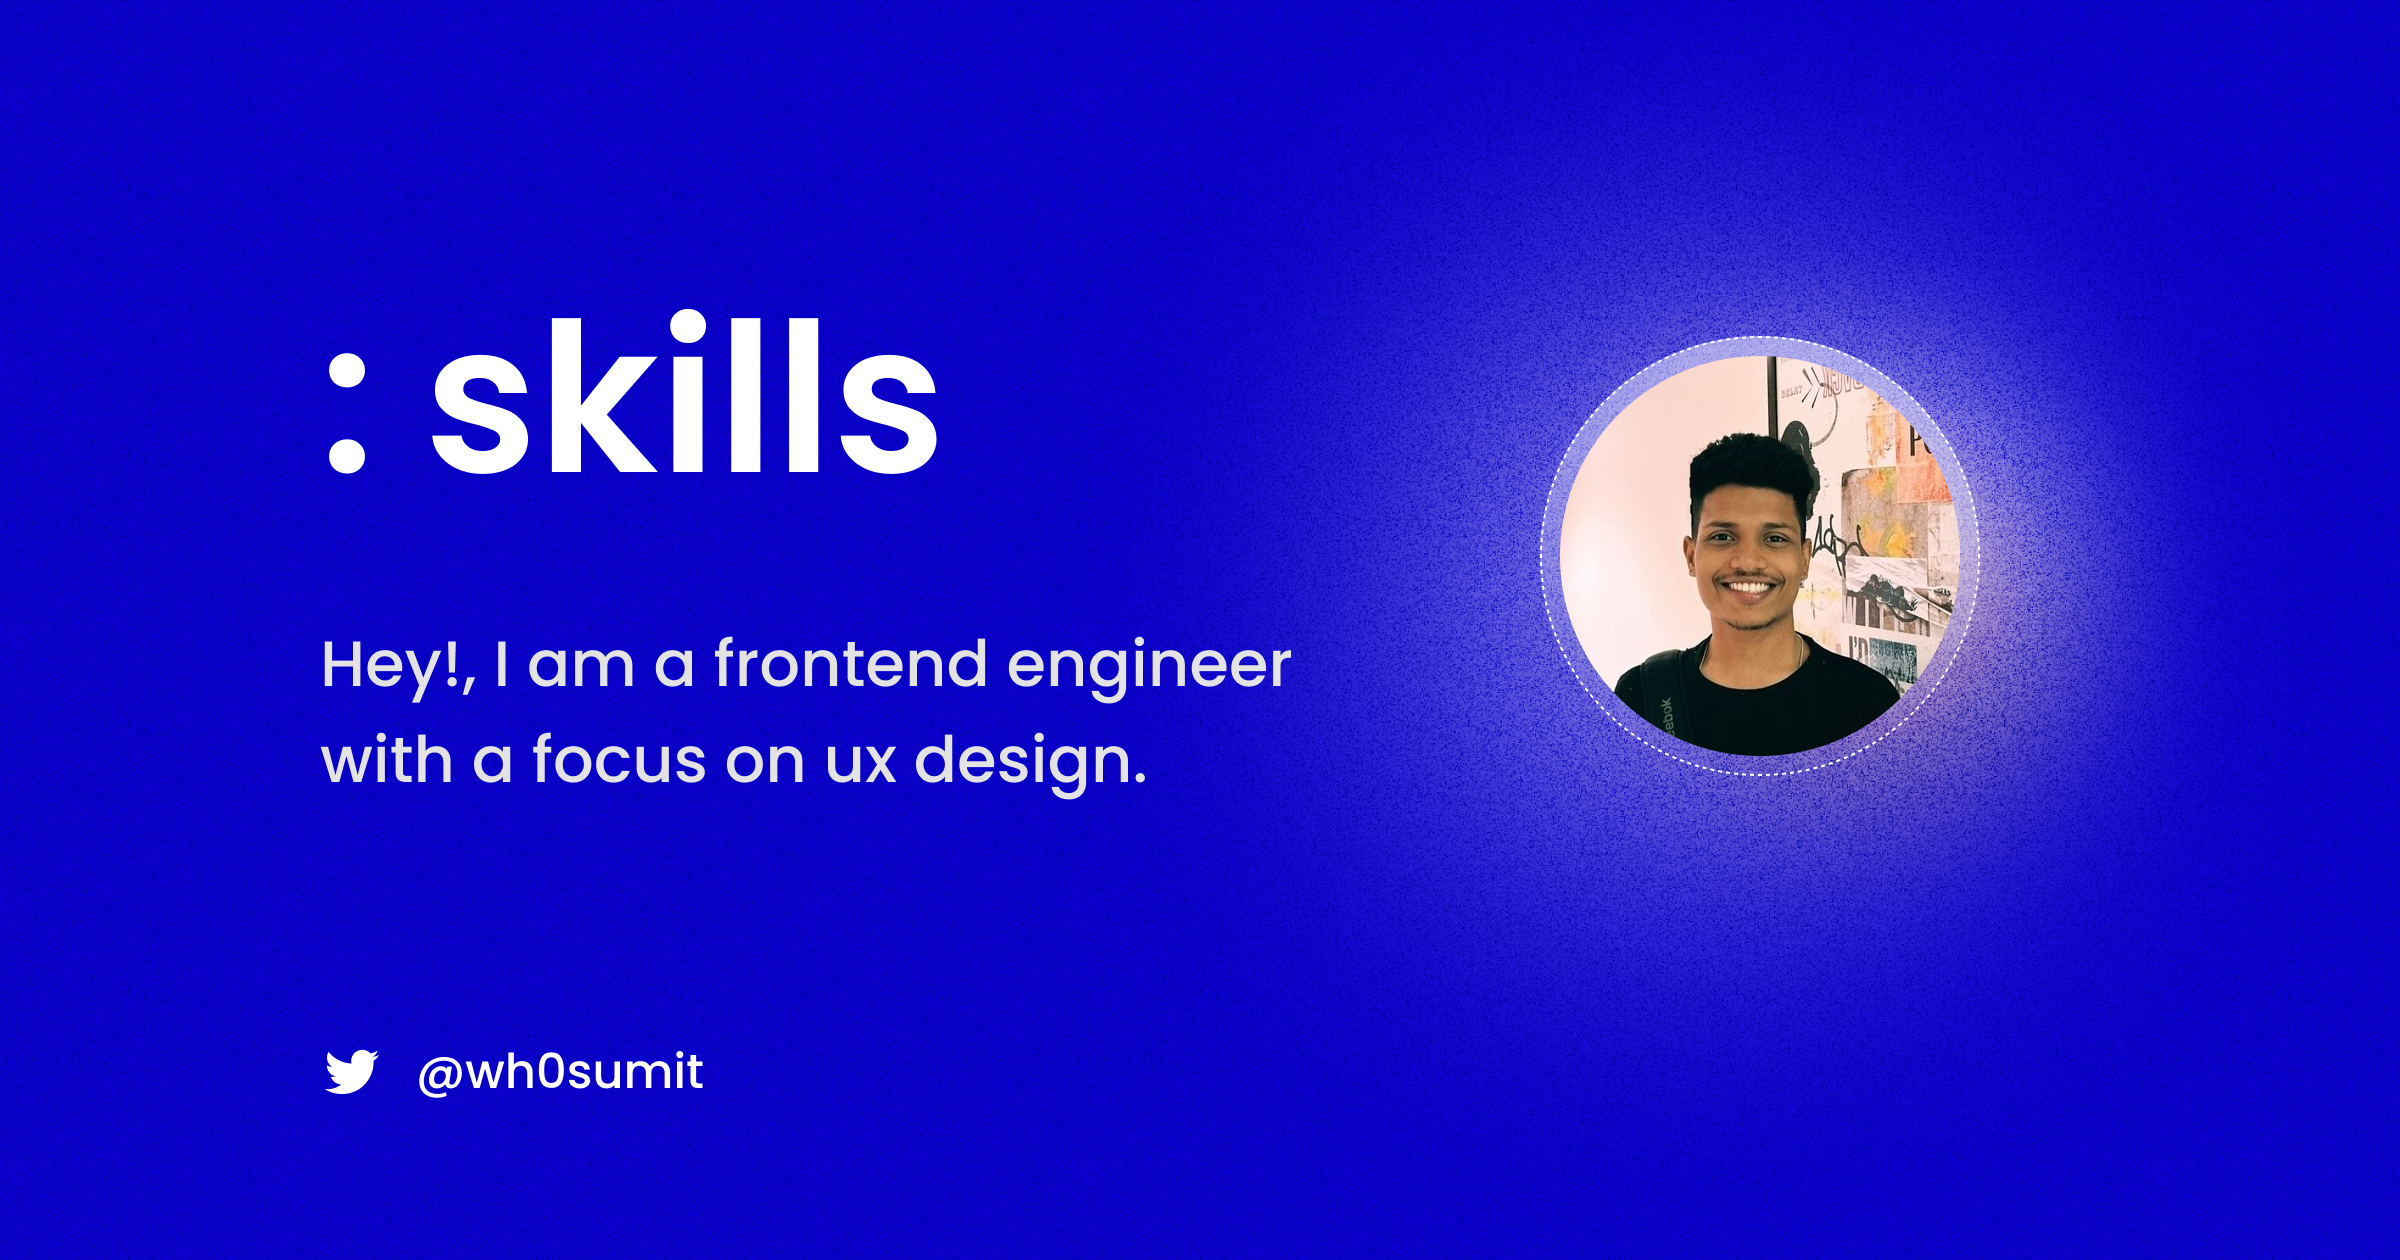 : skills
Hey!, I am a frontend engineer
with a focus on ux design.
@wh0sumit